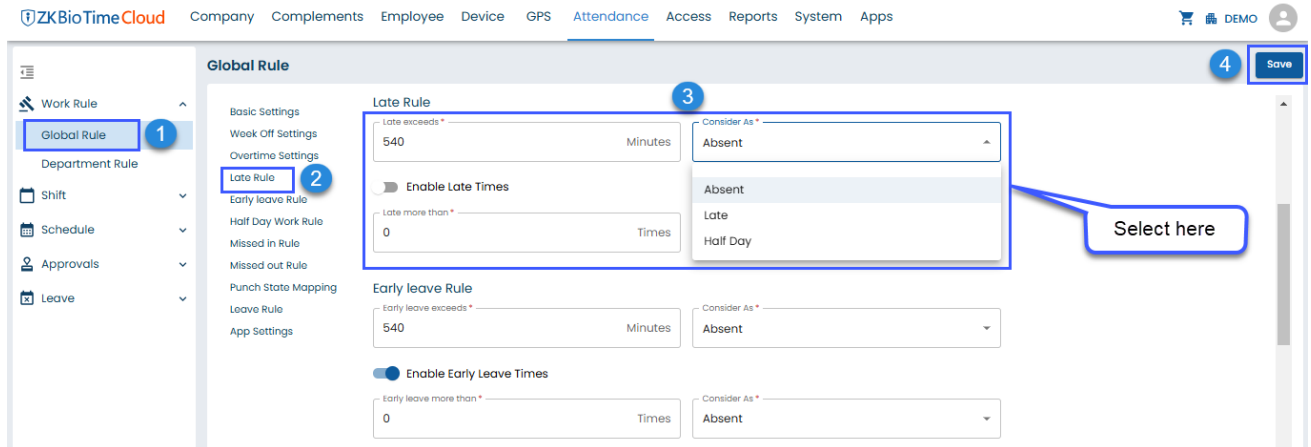 ZKBioTime Cloud Company Complements Employee Device GPS Attendance Access Reports System Apps DEMO
Global Rule 4 Save
Work Rule
Global Rule 1
Department Rule
Shift
Schedule
Approvals
Leave
Basic Settings
Week Off Settings
Overtime Settings
Late Rule 2
Early leave Rule
Half Day Work Rule
Missed in Rule
Missed out Rule
Punch State Mapping
Leave Rule
App Settings
Late Rule 3
Late exceeds * Consider As *
540 Minutes Absent
Enable Late Times
Late more than *
0 Times
Absent
Late
Half Day
Select here
Early leave Rule
Early leave exceeds * Consider As *
540 Minutes Absent
Enable Early Leave Times
Early leave more than * Consider As *
0 Times Absent